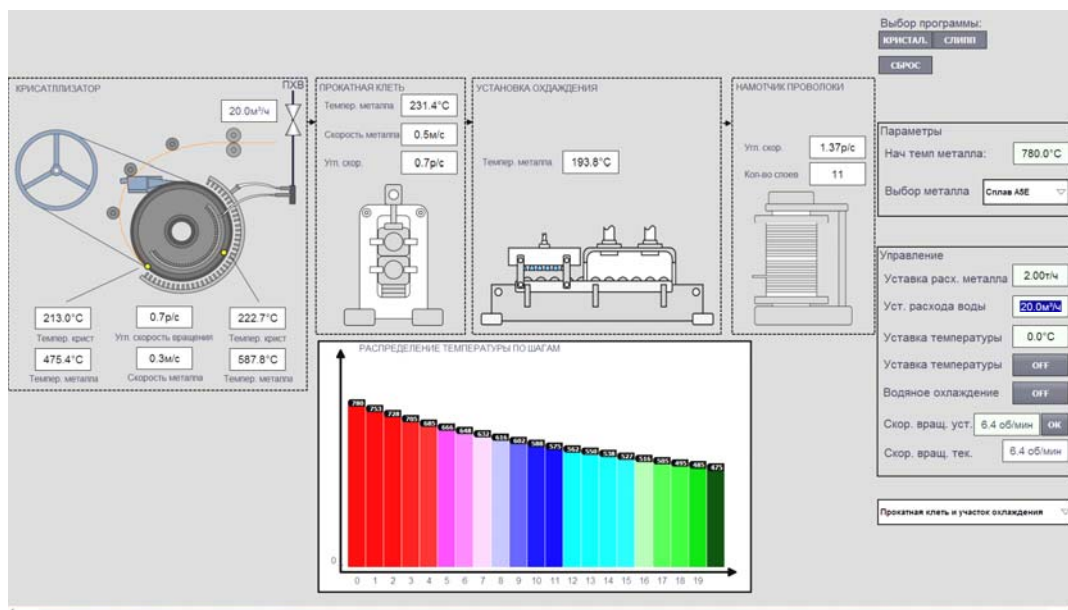 Выбор программы:
КРИСТАЛ. СЛИПП
СБРОС
КРИСАТЛЛИЗАТОР
ПХВ
20.0м³/ч
213.0°C
Темпер. крист
0.7р/с
Угл. скорость вращения
222.7°C
Темпер. крист
475.4°C
Темпер. металла
0.3м/с
Скорость металла
587.8°C
Темпер. металла
ПРОКАТНАЯ КЛЕТЬ
Темпер. металла 231.4°C
Скорость металла 0.5м/с
Угл. скор. 0.7р/с
УСТАНОВКА ОХДАЖДЕНИЯ
Темпер. металла 193.8°C
НАМОТЧИК ПРОВОЛОКИ
Угл. скор. 1.37р/с
Кол-во слоев 11
Параметры
Нач темп металла: 780.0°C
Выбор металла Сплав А5Е
Управление
Уставка расх. металла 2.00т/ч
Уст. расхода воды 20.0м³/ч
Уставка температуры 0.0°C
Уставка температуры OFF
Водяное охлаждение OFF
Скор. вращ. уст. 6.4 об/мин ОК
Скор. вращ. тек. 6.4 об/мин
Прокатная клеть и участок охлаждения
РАСПРЕДЕЛЕНИЕ ТЕМПЕРАТУРЫ ПО ШАГАМ
780 753 728 705 685 666 648 632 616 602 588 575 562 550 538 527 516 505 495 485 475
0
0 1 2 3 4 5 6 7 8 9 10 11 12 13 14 15 16 17 18 19